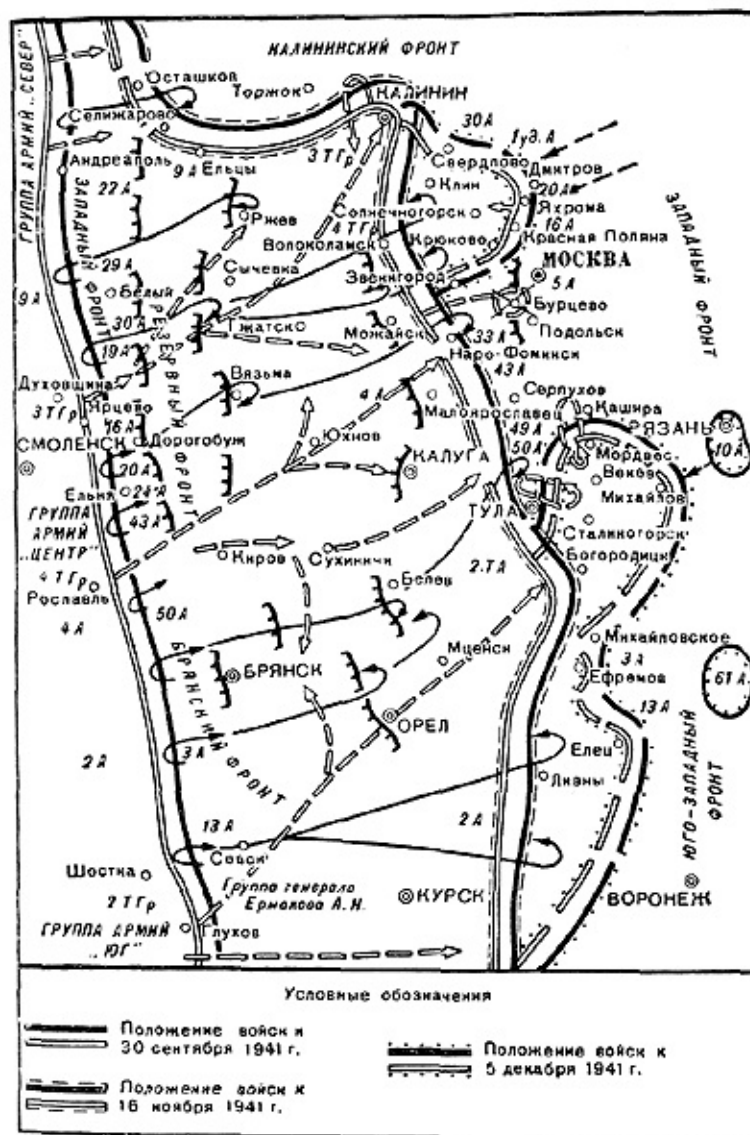 КАЛИНИНСКИЙ ФРОНТ
ГРУППА АРМИЙ „СЕВЕР"
Осташков
Торжок
КАЛИНИН
Селижарово
30 А
1 уд. А
Андреаполь
9 А
Ельцы
3 ТГр
Свердлово
Дмитров
22 А
Клин
20 А
ЗАПАДНЫЙ ФРОНТ
Ржев
4 ТГр
Солнечногорск
Яхрома
16 А
Волоколамск
Крюково
Красная Поляна
29 А
Сычевка
Звенигород
МОСКВА
ЗАПАДНЫЙ ФРОНТ
9 А
Белый
5 А
Бурцево
30 А
РЕЗЕРВНЫЙ ФРОНТ
Гжатск
Можайск
Подольск
33 А
19 А
Наро-Фоминск
43 А
Духовщина
Вязьма
4 А
Серпухов
3 ТГр
Ярцево
Малоярославец
Кашира
16 А
49 А
РЯЗАНЬ
СМОЛЕНСК
Дорогобуж
Юхнов
50 А
Мордвес
10 А
20 А
КАЛУГА
Венев
Ельня
24 А
Михайлов
ГРУППА АРМИЙ „ЦЕНТР"
43 А
ТУЛА
Сталиногорск
Киров
Сухиничи
Богородицк
4 ТГр
2 ТА
Рославль
50 А
Белев
4 А
Михайловское
БРЯНСКИЙ ФРОНТ
БРЯНСК
Мценск
3 А
Ефремов
61 А
ОРЕЛ
13 А
3 А
Елец
2 А
Ливны
ЮГО-ЗАПАДНЫЙ ФРОНТ
13 А
2 А
Севск
Шостка
Группа генерала
Ермакова А.Н.
КУРСК
ВОРОНЕЖ
2 ТГр
ГРУППА АРМИЙ
„ЮГ"
Глухов
Условные обозначения
Положение войск к
30 сентября 1941 г.
Положение войск к
5 декабря 1941 г.
Положение войск к
16 ноября 1941 г.